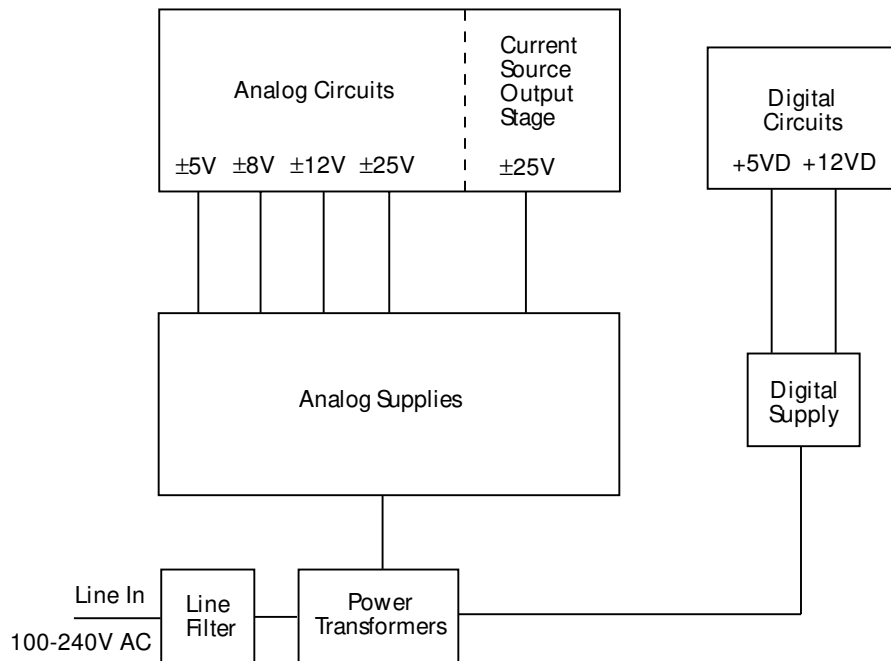 Analog Circuits
±5V ±8V ±12V ±25V
Current
Source
Output
Stage
±25V
Digital
Circuits
+5VD +12VD
Analog Supplies
Digital
Supply
Line In
100-240V AC
Line
Filter
Power
Transformers